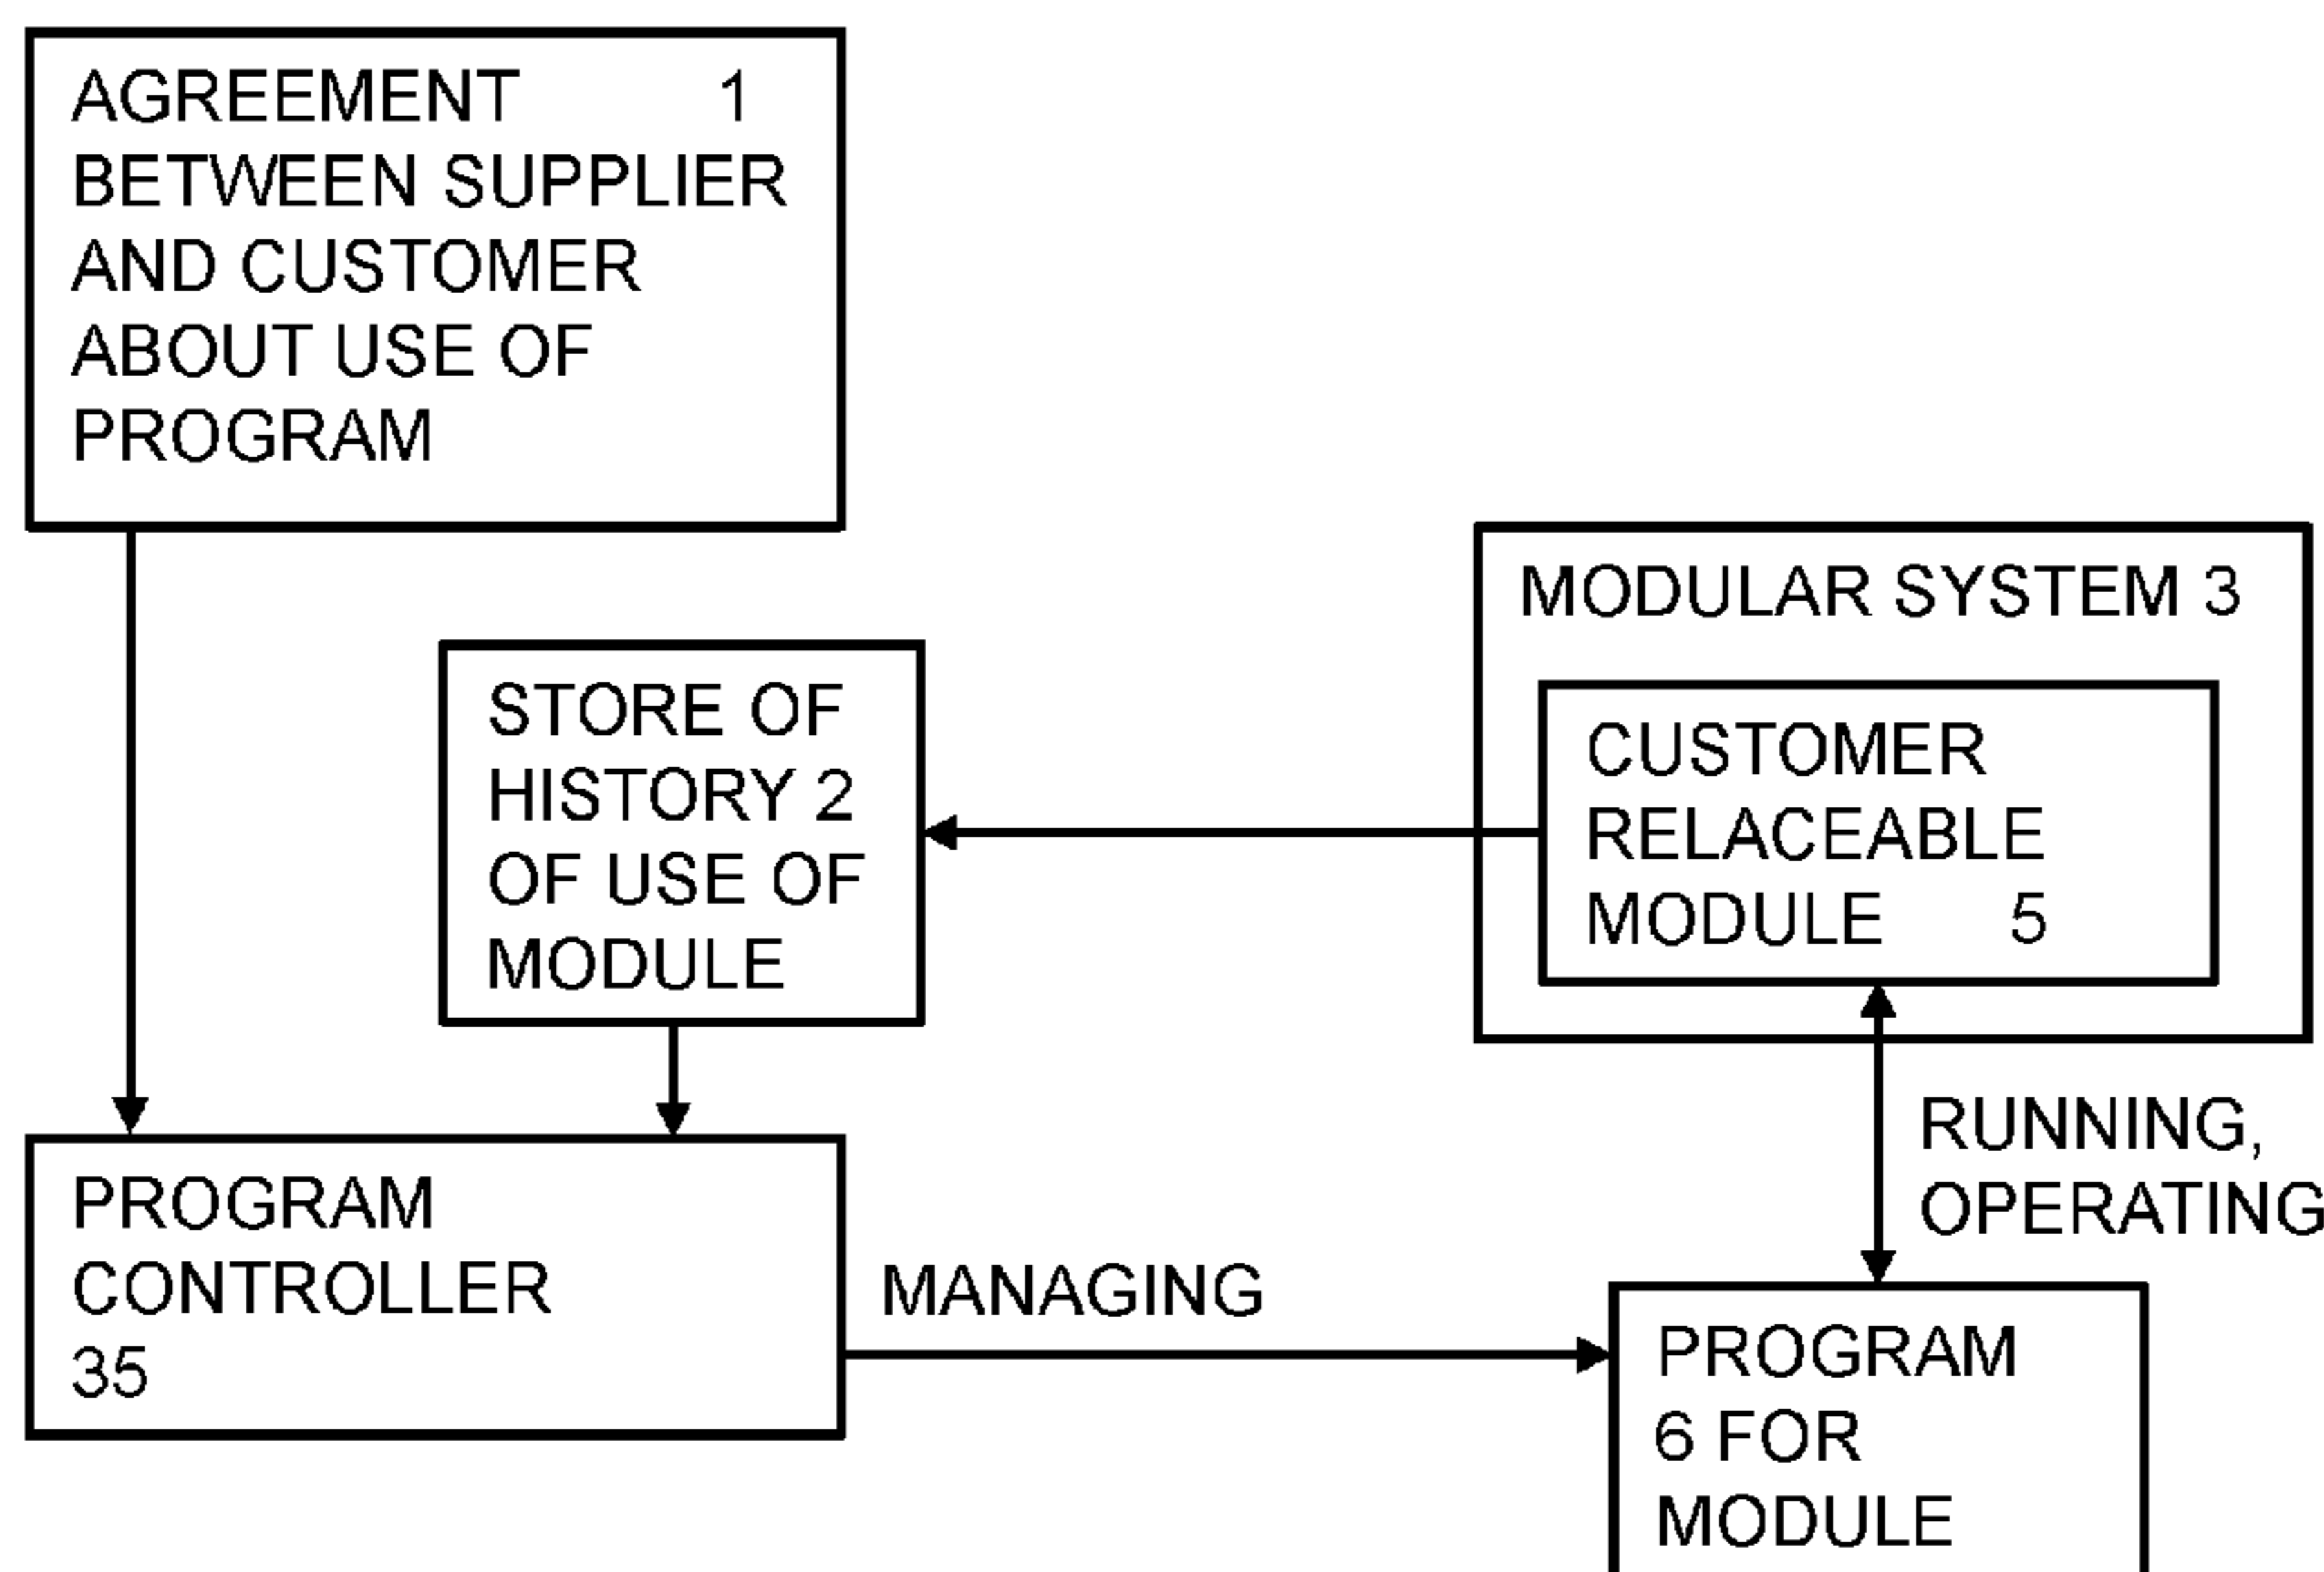 AGREEMENT 1
BETWEEN SUPPLIER
AND CUSTOMER
ABOUT USE OF
PROGRAM
MODULAR SYSTEM 3
STORE OF
HISTORY 2
OF USE OF
MODULE
CUSTOMER
RELACEABLE
MODULE 5
RUNNING,
OPERATING
PROGRAM
CONTROLLER
35
MANAGING
PROGRAM
6 FOR
MODULE